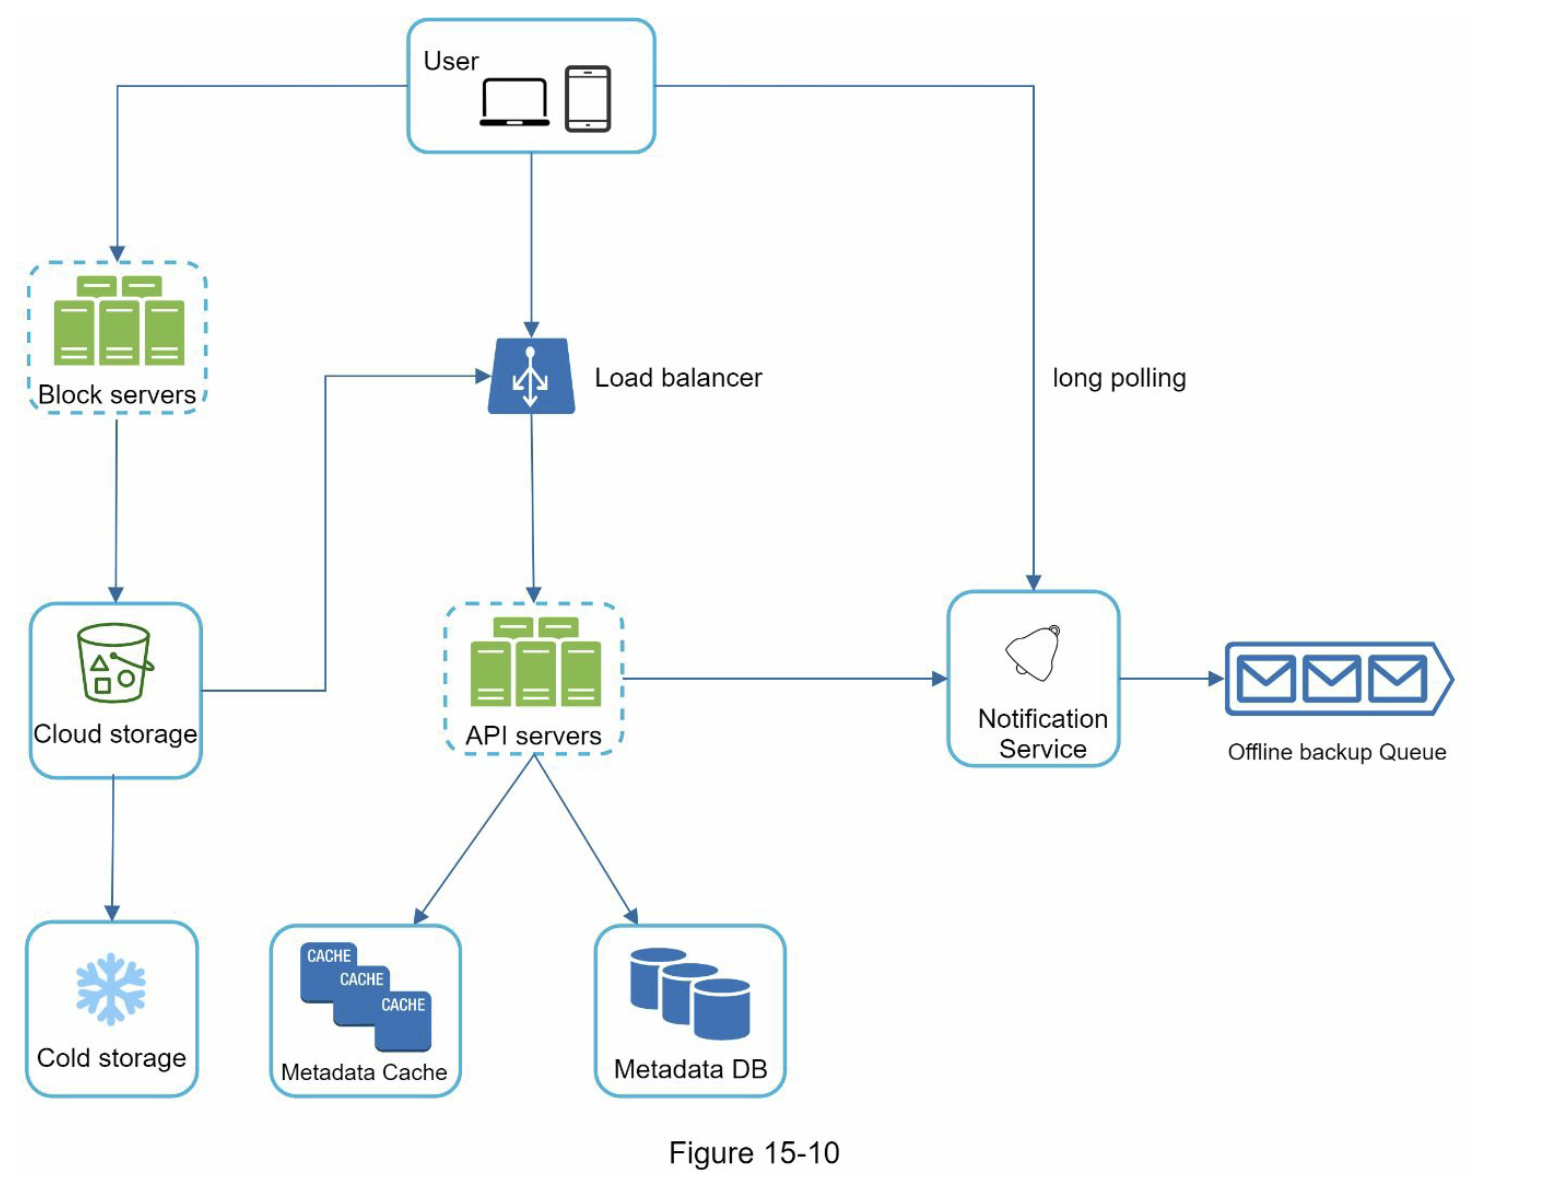 User
Block servers
Load balancer
long polling
Cloud storage
API servers
Notification
Service
Offline backup Queue
CACHE
CACHE
CACHE
Cold storage
Metadata Cache
Metadata DB
Figure 15-10